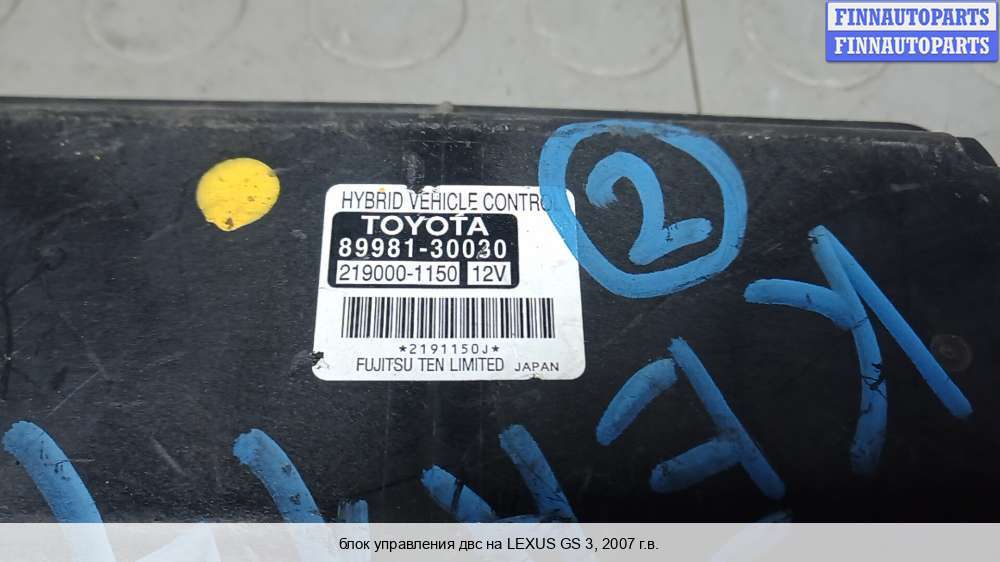 FINNAUTOPARTS
FINNAUTOPARTS
HYBRID VEHICLE CONTROL
TOYOTA
89981-30030
219000-1150 12V
*2191150J*
FUJITSU TEN LIMITED JAPAN
2
блок управления двс на LEXUS GS 3, 2007 г.в.